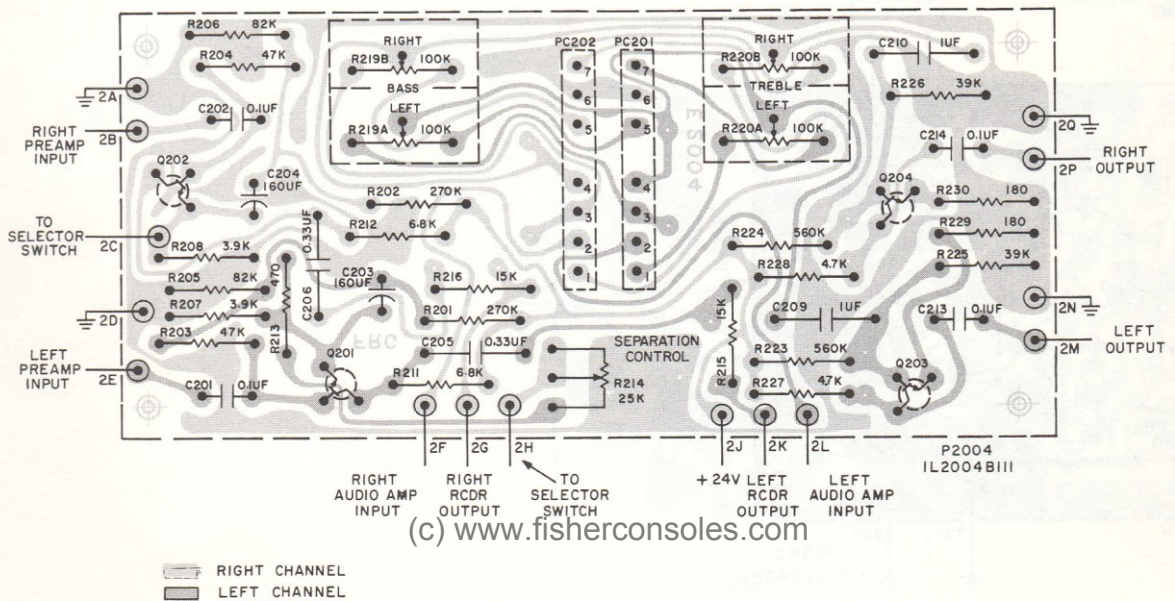 R206 82K
R204 47K
RIGHT
R219B 100K
BASS
LEFT
R219A 100K
PC202 PC201
7 7
6 6
5 5
4 4
3 3
2 2
1 1
RIGHT
R220B 100K
TREBLE
LEFT
R220A 100K
C210 1UF
R226 39K
2A
C202 0.1UF
RIGHT
PREAMP
INPUT
2B
2Q
C214 0.1UF
RIGHT
OUTPUT
2P
ES004
Q202
C204
160UF
Q204
R202 270K
R230 180
TO
SELECTOR
SWITCH
2C
R212 6.8K
0.33UF
C206
R229 180
R224 560K
R208 3.9K
R225 39K
R228 4.7K
R205 82K
470
R213
C203
160UF
R216 15K
R207 3.9K
2D
2N
R201 270K
15K
R215
C209 1UF
C213 0.1UF
R203 47K
FRG
C205 0.33UF
SEPARATION
CONTROL
LEFT
OUTPUT
2M
LEFT
PREAMP
INPUT
2E
Q201
R223 560K
Q203
R211 6.8K
R214
25K
C201 0.1UF
R227 4.7K
2F 2G 2H
2J 2K 2L
P2004
1L2004B111
RIGHT
AUDIO AMP
INPUT
RIGHT
RCDR
OUTPUT
TO
SELECTOR
SWITCH
+24V
LEFT
RCDR
OUTPUT
LEFT
AUDIO AMP
INPUT
(c) www.fisherconsoles.com
RIGHT CHANNEL
LEFT CHANNEL